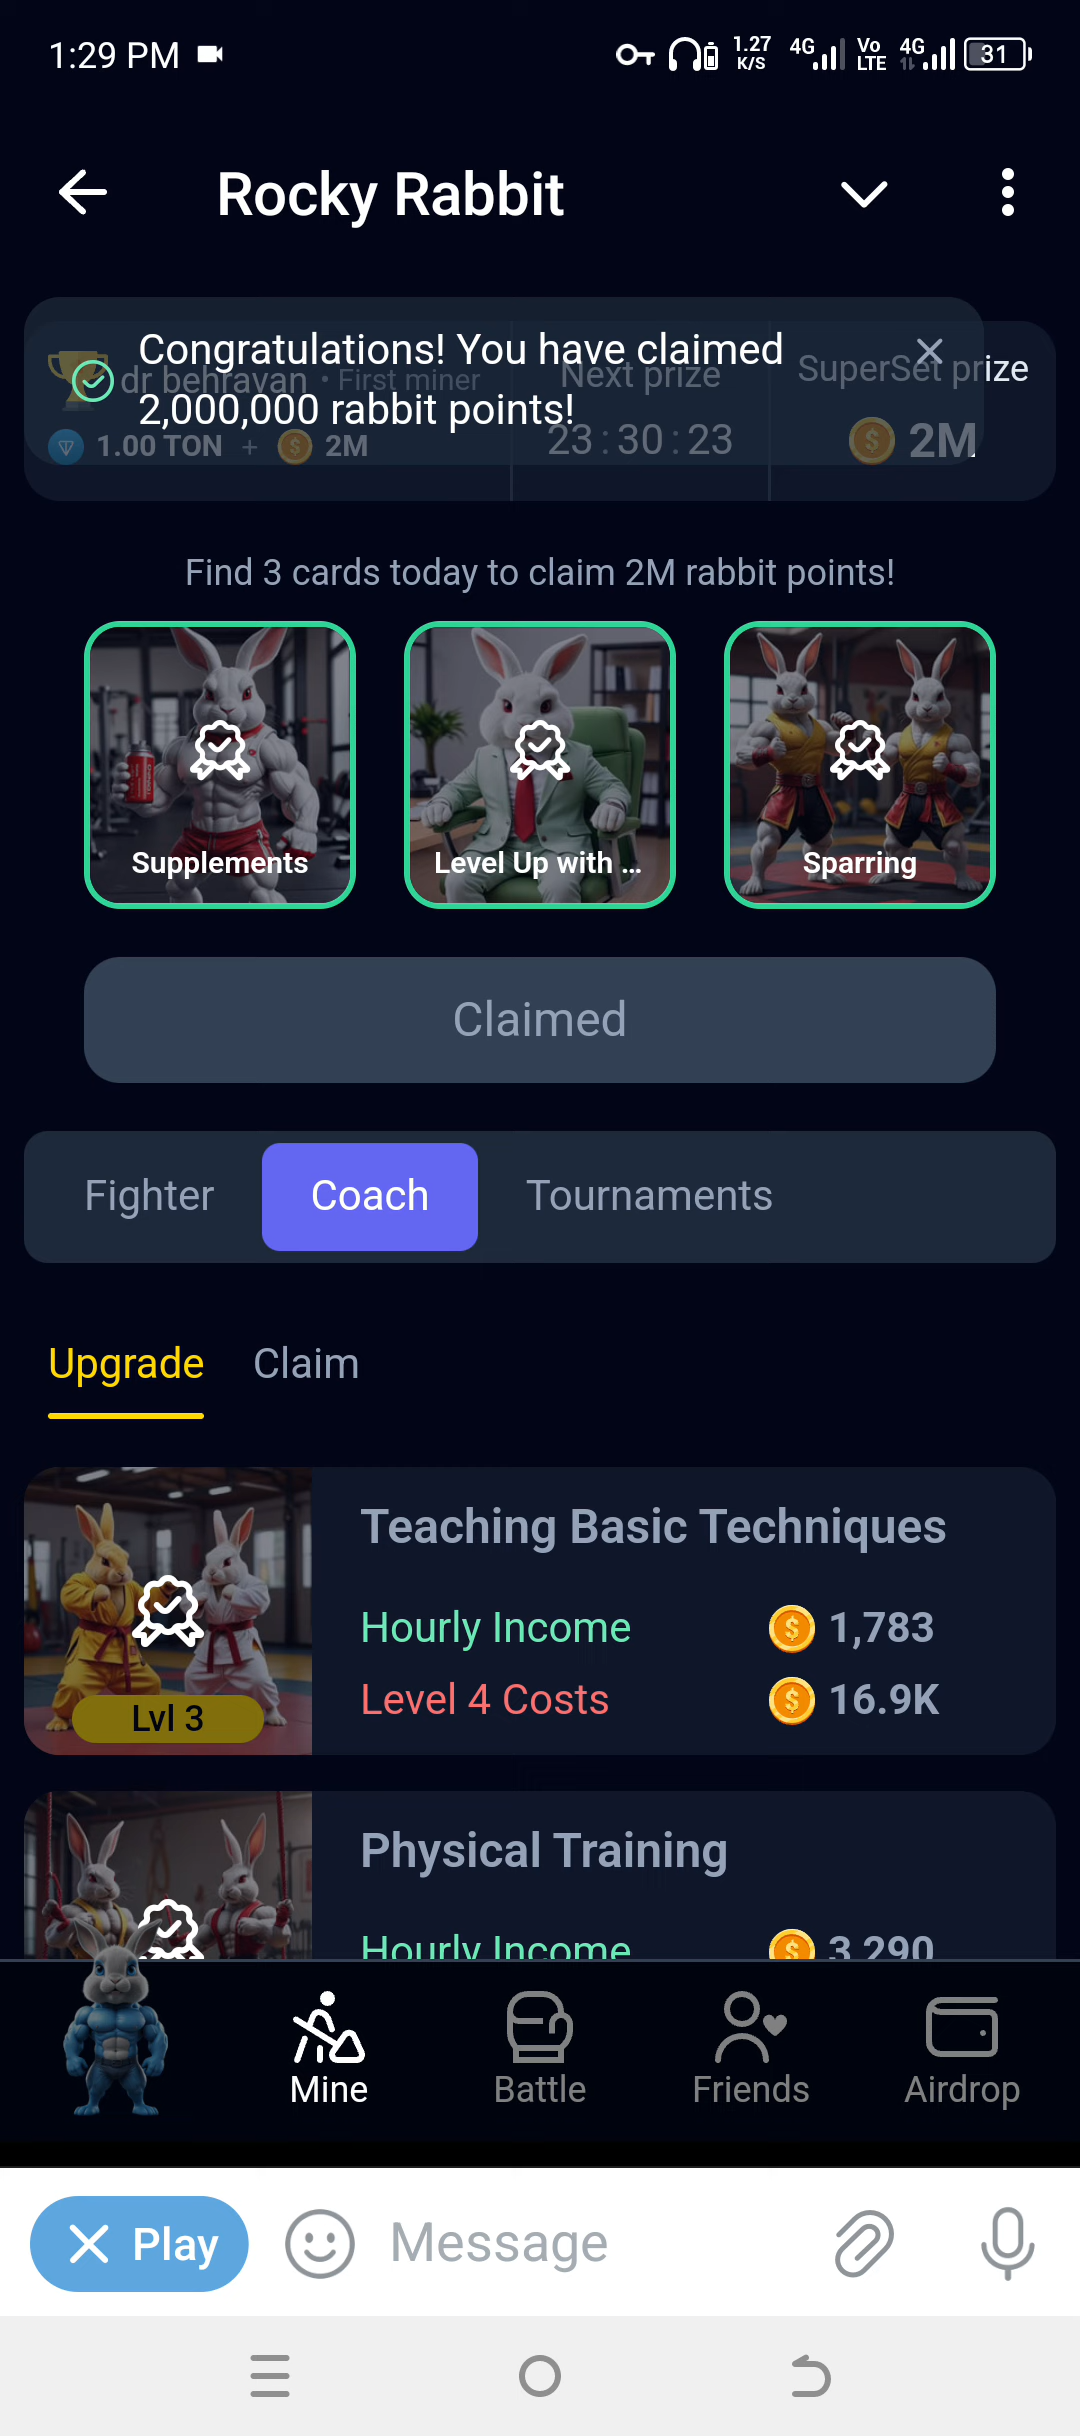 1:29 PM
1.27 K/S
4G
Vo LTE
4G
31
Rocky Rabbit
Congratulations! You have claimed
2,000,000 rabbit points!
dr behravan • First miner
1.00 TON + 2M
Next prize
23 : 30 : 23
SuperSet prize
2M
Find 3 cards today to claim 2M rabbit points!
Supplements
Level Up with ...
Sparring
Claimed
Fighter
Coach
Tournaments
Upgrade
Claim
Teaching Basic Techniques
Hourly Income 1,783
Level 4 Costs 16.9K
Lvl 3
Physical Training
Hourly Income 3,290
Mine
Battle
Friends
Airdrop
Play
Message